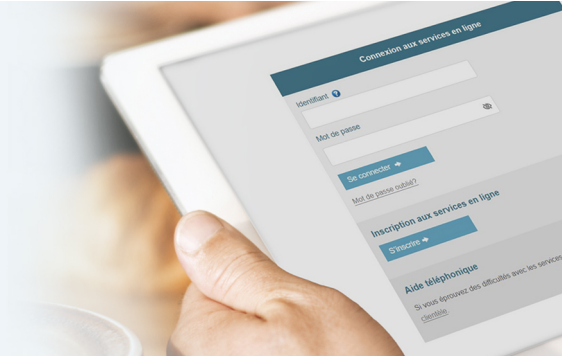 Connexion aux services en ligne
Identifiant ?
Mot de passe
Se connecter
Mot de passe oublié?
Inscription aux services en ligne
S'inscrire
Aide téléphonique
Si vous éprouvez des difficultés avec les services
clientèle.